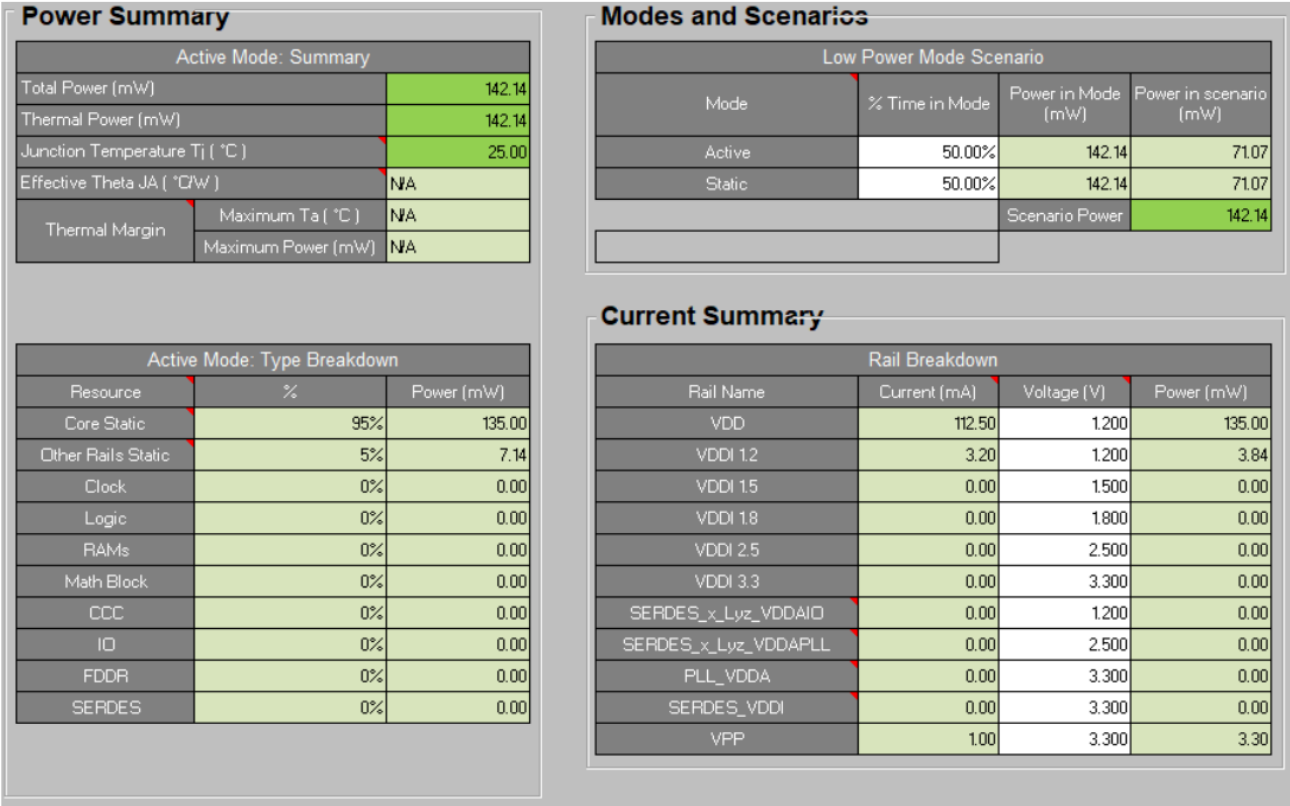 Power Summary
Active Mode: Summary
Total Power (mW) 142.14
Thermal Power (mW) 142.14
Junction Temperature Tj ( °C ) 25.00
Effective Theta JA ( °C/W ) N/A
Thermal Margin
Maximum Ta ( °C ) N/A
Maximum Power (mW) N/A
Active Mode: Type Breakdown
Resource % Power (mW)
Core Static 95% 135.00
Other Rails Static 5% 7.14
Clock 0% 0.00
Logic 0% 0.00
RAMs 0% 0.00
Math Block 0% 0.00
CCC 0% 0.00
IO 0% 0.00
FDDR 0% 0.00
SERDES 0% 0.00
Modes and Scenarios
Low Power Mode Scenario
Mode % Time in Mode Power in Mode (mW) Power in scenario (mW)
Active 50.00% 142.14 71.07
Static 50.00% 142.14 71.07
Scenario Power 142.14
Current Summary
Rail Breakdown
Rail Name Current (mA) Voltage (V) Power (mW)
VDD 112.50 1.200 135.00
VDDI 1.2 3.20 1.200 3.84
VDDI 1.5 0.00 1.500 0.00
VDDI 1.8 0.00 1.800 0.00
VDDI 2.5 0.00 2.500 0.00
VDDI 3.3 0.00 3.300 0.00
SERDES_x_Lyz_VDDAIO 0.00 1.200 0.00
SERDES_x_Lyz_VDDAPLL 0.00 2.500 0.00
PLL_VDDA 0.00 3.300 0.00
SERDES_VDDI 0.00 3.300 0.00
VPP 1.00 3.300 3.30